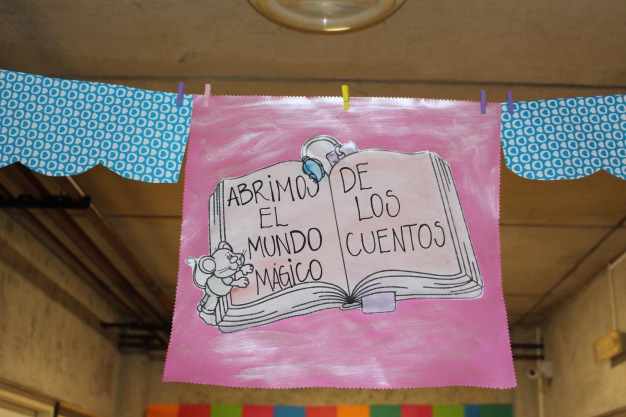 ABRIMOS
EL
MUNDO
MÁGICO
DE
LOS
CUENTOS